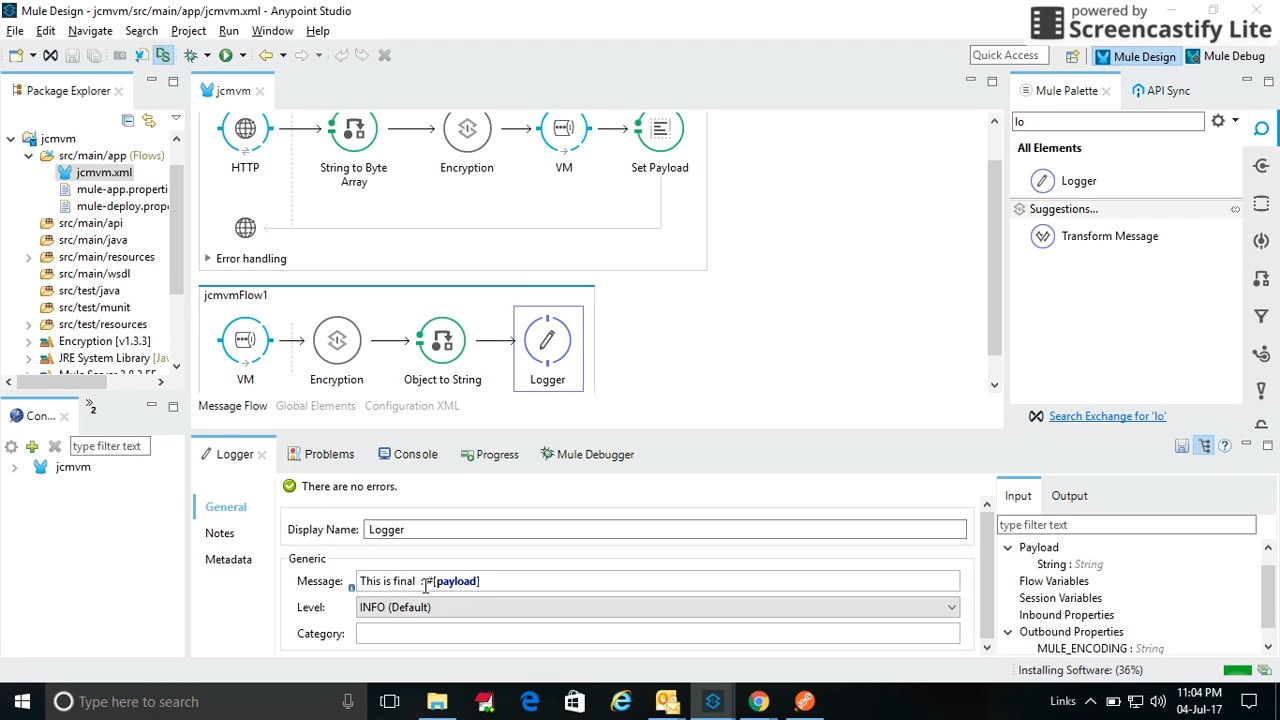 Mule Design - jcmvm/src/main/app/jcmvm.xml - Anypoint Studio
powered by
Screencastify Lite
File Edit Navigate Search Project Run Window Help
Quick Access
Mule Design
Mule Debug
Package Explorer
jcmvm
src/main/app (Flows)
jcmvm.xml
mule-app.properti
mule-deploy.prope
src/main/api
src/main/java
src/main/resources
src/main/wsdl
src/test/java
src/test/munit
src/test/resources
Encryption [v1.3.3]
JRE System Library [Jav
jcmvm
HTTP
String to Byte Array
Encryption
VM
Set Payload
Error handling
jcmvmFlow1
VM
Encryption
Object to String
Logger
Message Flow Global Elements Configuration XML
Mule Palette
API Sync
lo
All Elements
Logger
Suggestions...
Transform Message
Search Exchange for 'lo'
Con...
2
type filter text
jcmvm
Logger
Problems
Console
Progress
Mule Debugger
There are no errors.
General
Notes
Metadata
Display Name: Logger
Generic
Message: This is final :#[payload]
Level: INFO (Default)
Category:
Input
Output
type filter text
Payload
String : String
Flow Variables
Session Variables
Inbound Properties
Outbound Properties
MULE_ENCODING : String
Installing Software: (36%)
Type here to search
Links
11:04 PM
04-Jul-17